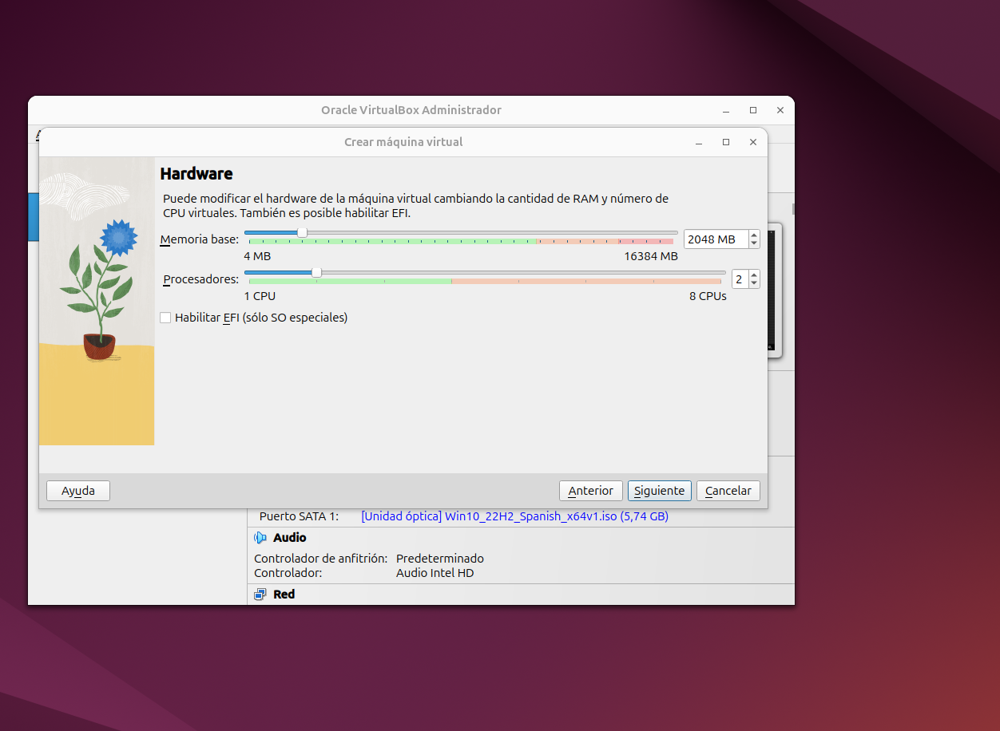 Oracle VirtualBox Administrador
Crear máquina virtual
Hardware
Puede modificar el hardware de la máquina virtual cambiando la cantidad de RAM y número de
CPU virtuales. También es posible habilitar EFI.
Memoria base:
2048 MB
4 MB
16384 MB
Procesadores:
2
1 CPU
8 CPUs
Habilitar EFI (sólo SO especiales)
Ayuda
Anterior
Siguiente
Cancelar
Puerto SATA 1:
[Unidad óptica] Win10_22H2_Spanish_x64v1.iso (5,74 GB)
Audio
Controlador de anfitrión:
Predeterminado
Controlador:
Audio Intel HD
Red